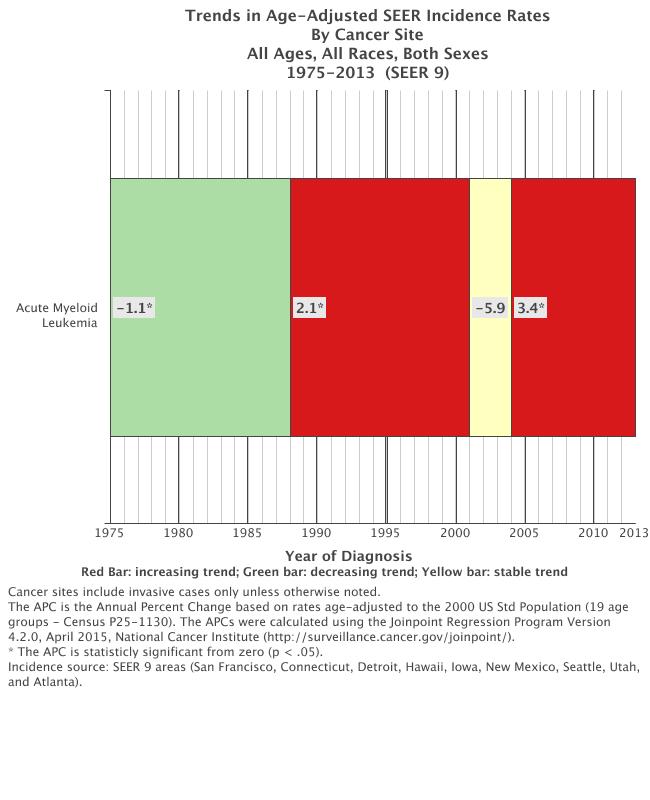 Trends in Age-Adjusted SEER Incidence Rates
By Cancer Site
All Ages, All Races, Both Sexes
1975-2013 (SEER 9)
Acute Myeloid
Leukemia
-1.1*
2.1*
-5.9
3.4*
1975 1980 1985 1990 1995 2000 2005 2010 2013
Year of Diagnosis
Red Bar: increasing trend; Green bar: decreasing trend; Yellow bar: stable trend
Cancer sites include invasive cases only unless otherwise noted.
The APC is the Annual Percent Change based on rates age-adjusted to the 2000 US Std Population (19 age
groups - Census P25-1130). The APCs were calculated using the Joinpoint Regression Program Version
4.2.0, April 2015, National Cancer Institute (http://surveillance.cancer.gov/joinpoint/).
* The APC is statisticly significant from zero (p < .05).
Incidence source: SEER 9 areas (San Francisco, Connecticut, Detroit, Hawaii, Iowa, New Mexico, Seattle, Utah,
and Atlanta).